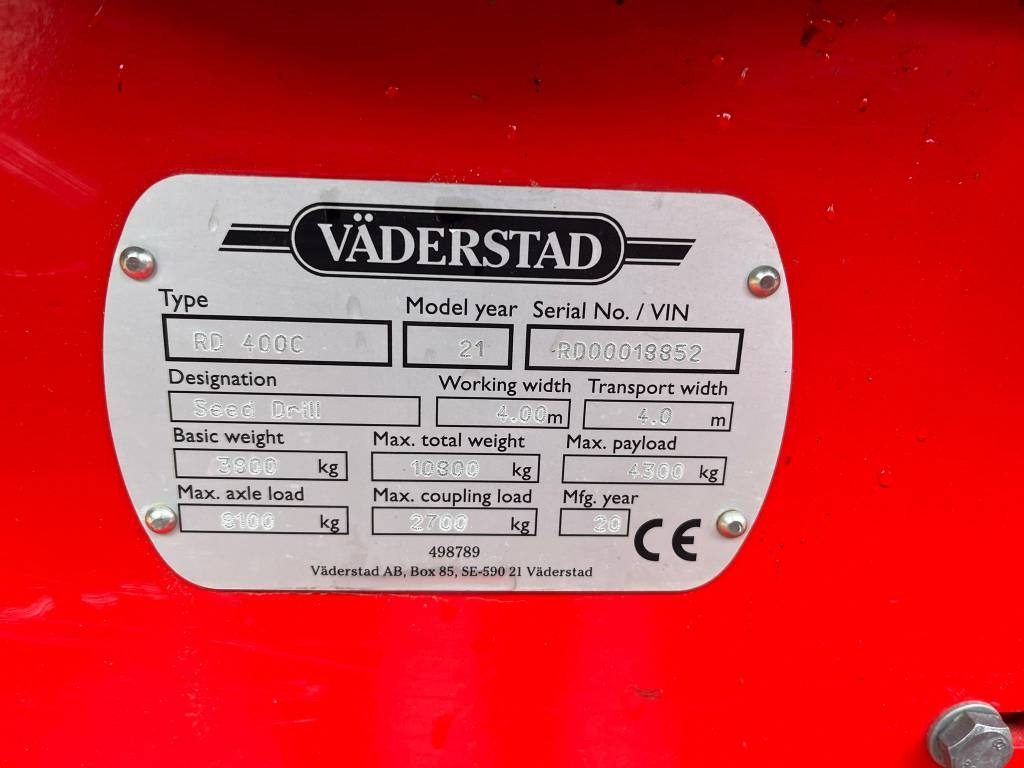 VÄDERSTAD
Type Model year Serial No. / VIN
RD 400C 21 RD00018852
Designation Working width Transport width
Seed Drill 4.00 m 4.0 m
Basic weight Max. total weight Max. payload
3800 kg 10800 kg 4300 kg
Max. axle load Max. coupling load Mfg. year
8100 kg 2700 kg 20 CE
498789
Väderstad AB, Box 85, SE-590 21 Väderstad